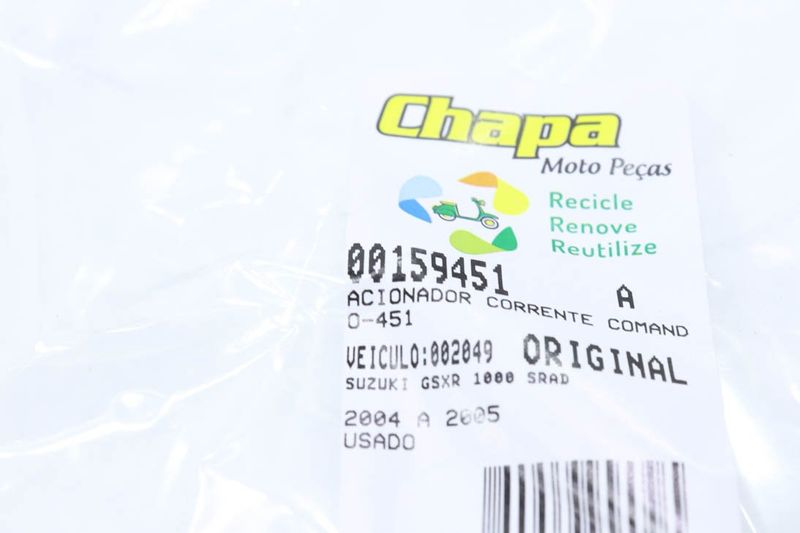 Chapa
Moto Peças
Recicle
Renove
Reutilize
00159451 A
ACIONADOR CORRENTE COMAND
O-451
VEICULO:002049 ORIGINAL
SUZUKI GSXR 1000 SRAD
2004 A 2005
USADO